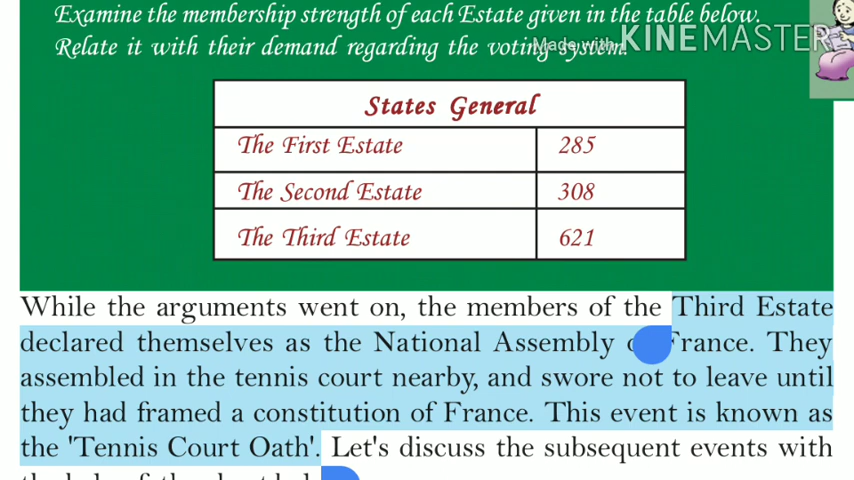 Examine the membership strength of each Estate given in the table below.
Relate it with their demand regarding the voting system.
Made with KINEMASTER
States General
The First Estate 285
The Second Estate 308
The Third Estate 621
While the arguments went on, the members of the Third Estate
declared themselves as the National Assembly France. They
assembled in the tennis court nearby, and swore not to leave until
they had framed a constitution of France. This event is known as
the 'Tennis Court Oath'. Let's discuss the subsequent events with